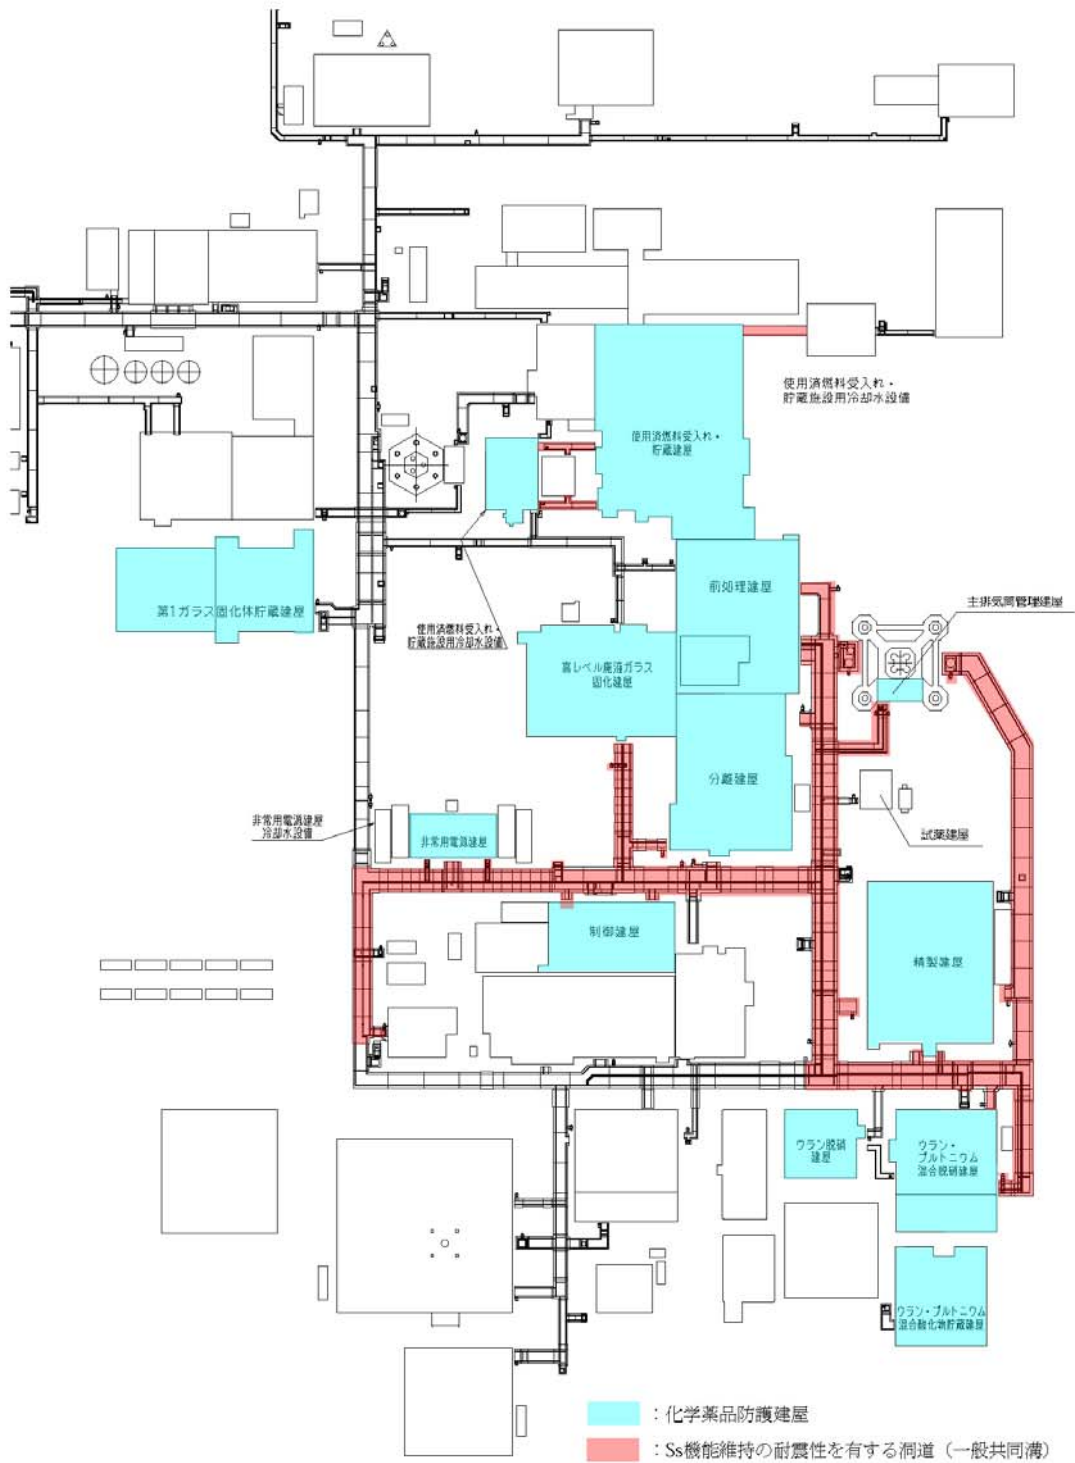 使用済燃料受入れ・
貯蔵施設用冷却水設備
使用済燃料受入れ・
貯蔵建屋
前処理建屋
主排気筒管理建屋
第1ガラス固化体貯蔵建屋
使用済燃料受入れ・
貯蔵施設用冷却水設備
高レベル廃液ガラス
固化建屋
分離建屋
非常用電源建屋
冷却水設備
非常用電源建屋
試薬建屋
制御建屋
精製建屋
ウラン脱硝
建屋
ウラン・
プルトニウム
混合脱硝建屋
ウラン・プルトニウム
混合酸化物貯蔵建屋
：化学薬品防護建屋
：Ss機能維持の耐震性を有する洞道（一般共同溝）